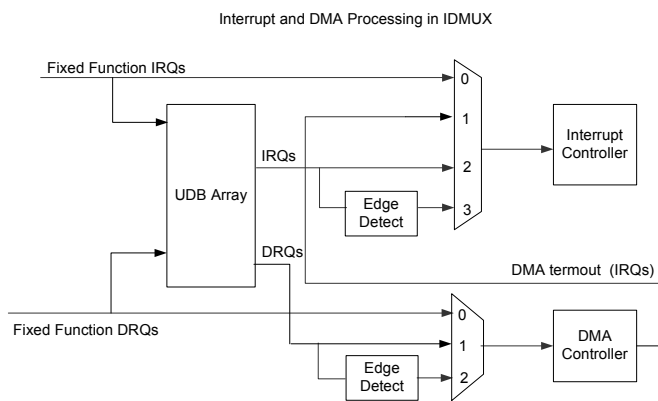 Interrupt and DMA Processing in IDMUX
Fixed Function IRQs
0
1
Interrupt
Controller
IRQs
2
UDB Array
Edge
Detect
3
DRQs
DMA termout (IRQs)
Fixed Function DRQs
0
1
DMA
Controller
Edge
Detect
2